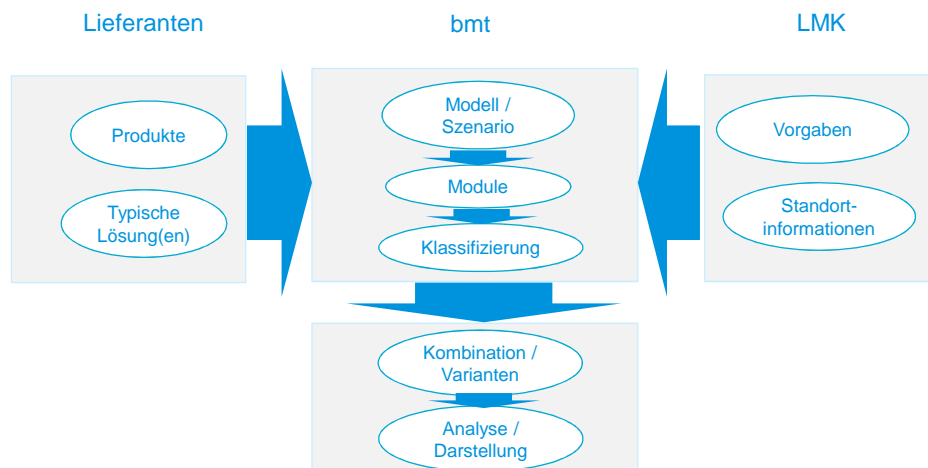 Lieferanten
bmt
LMK
Produkte
Typische
Lösung(en)
Modell /
Szenario
Module
Klassifizierung
Vorgaben
Standort-
informationen
Kombination /
Varianten
Analyse /
Darstellung